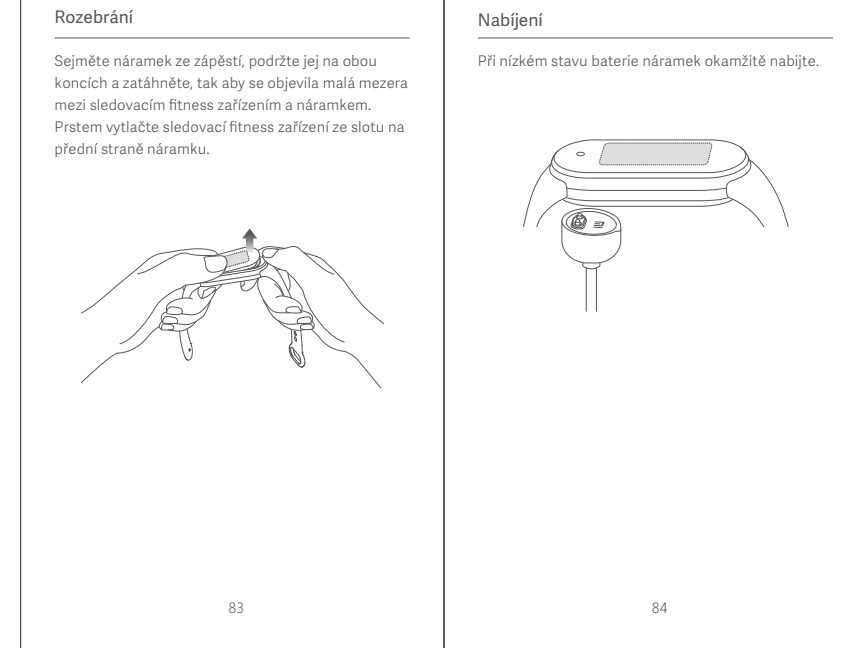 Rozebrání
Sejměte náramek ze zápěstí, podržte jej na obou
koncích a zatáhněte, tak aby se objevila malá mezera
mezi sledovacím fitness zařízením a náramkem.
Prstem vytlačte sledovací fitness zařízení ze slotu na
přední straně náramku.
83
Nabíjení
Při nízkém stavu baterie náramek okamžitě nabijte.
84